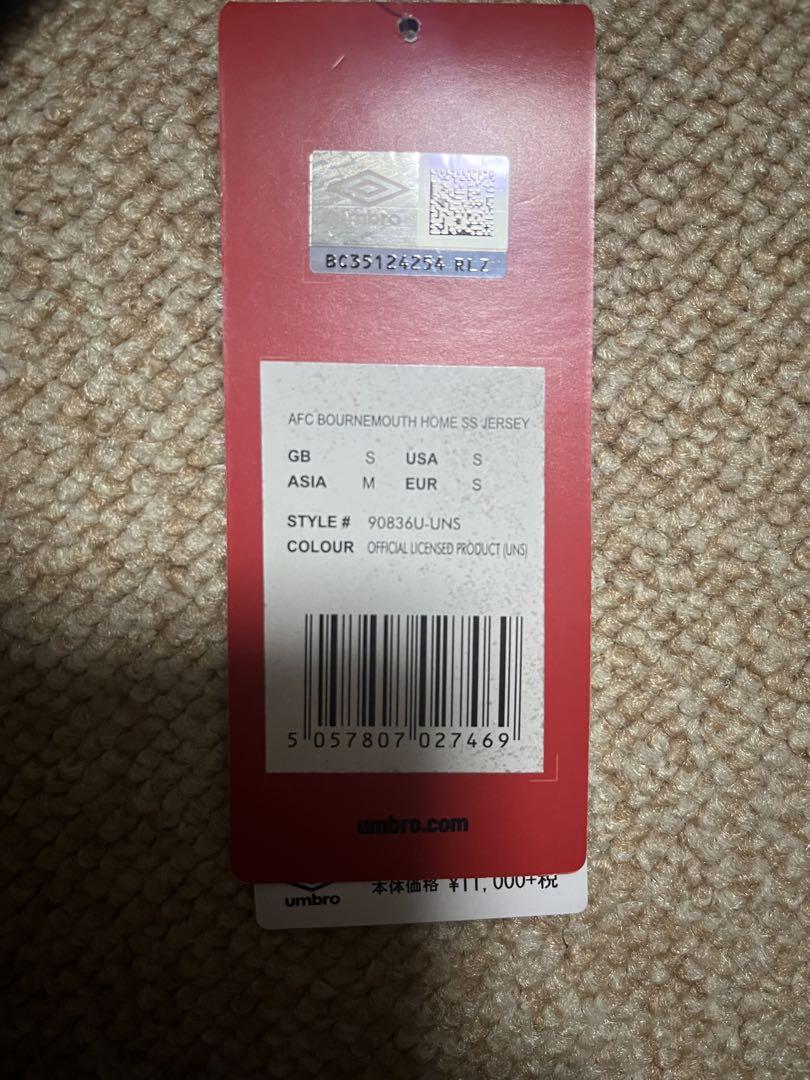 umbro
BC35124254 RLZ
AFC BOURNEMOUTH HOME SS JERSEY
GB S USA S
ASIA M EUR S
STYLE # 90836U-UNS
COLOUR OFFICIAL LICENSED PRODUCT (UNS)
5 057807 027469
umbro.com
本体価格 ¥11,000+税
umbro